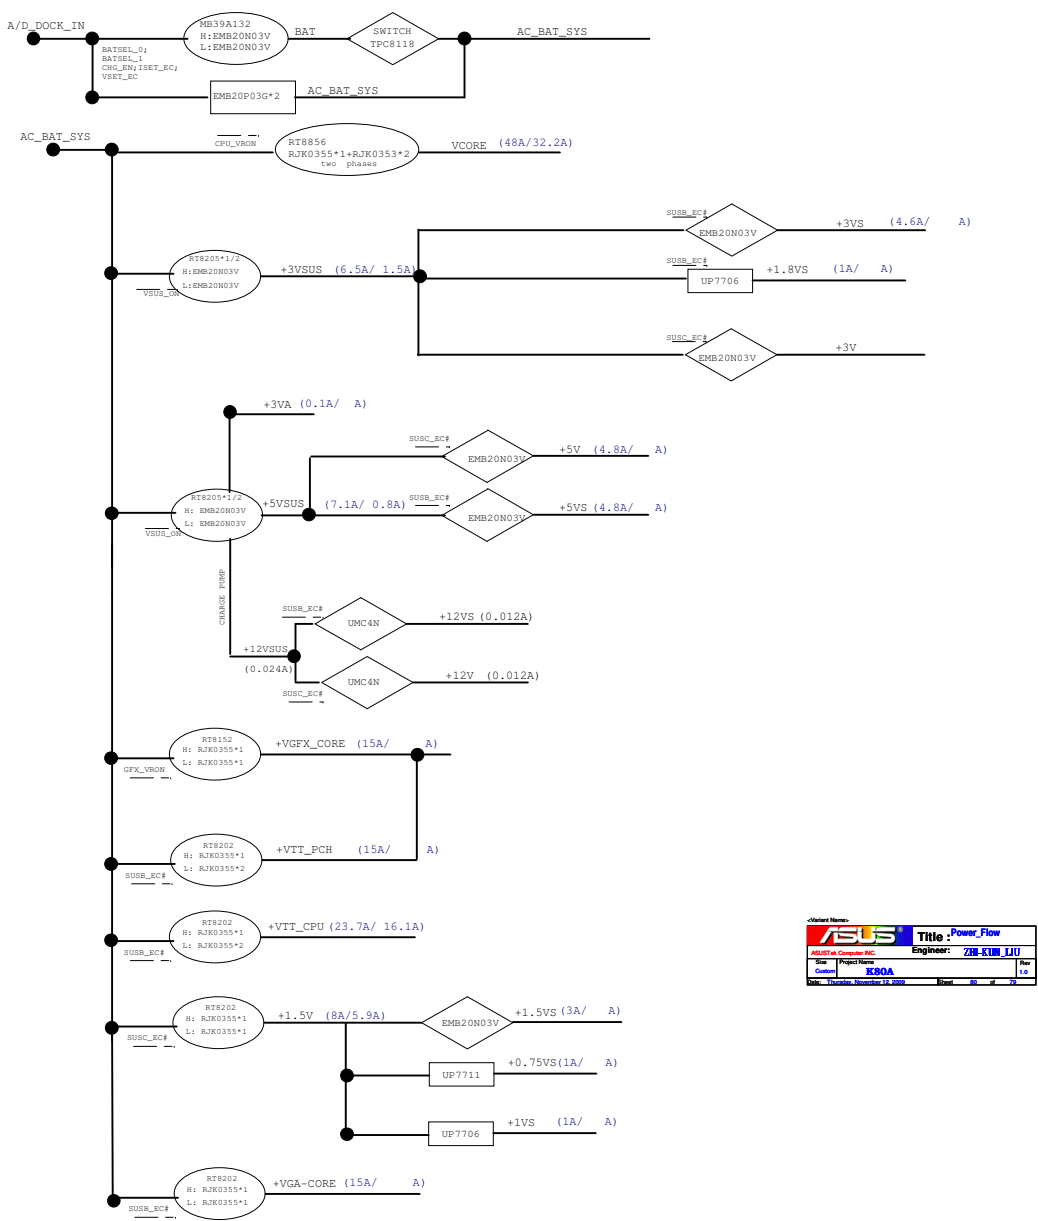 A/D_DOCK_IN
BATSEL_0;
BATSEL_1
CHG_EN;ISET_EC;
VSET_EC
MB39A132
H:EMB20N03V
L:EMB20N03V
BAT
SWITCH
TPC8118
AC_BAT_SYS
EMB20P03G*2
AC_BAT_SYS
AC_BAT_SYS
CPU_VRON
RT8856
RJK0355*1+RJK0353*2
two phases
VCORE (48A/32.2A)
RT8205*1/2
H:EMB20N03V
L:EMB20N03V
VSUS_ON
+3VSUS (6.5A/ 1.5A)
SUSB_EC#
EMB20N03V
+3VS (4.6A/ A)
SUSB_EC#
UP7706
+1.8VS (1A/ A)
SUSC_EC#
EMB20N03V
+3V
+3VA (0.1A/ A)
SUSC_EC#
EMB20N03V
+5V (4.8A/ A)
RT8205*1/2
H: EMB20N03V
L: EMB20N03V
VSUS_ON
+5VSUS (7.1A/ 0.8A)
SUSB_EC#
EMB20N03V
+5VS (4.8A/ A)
CHARGE PUMP
SUSB_EC#
UMC4N
+12VS (0.012A)
+12VSUS
(0.024A)
SUSC_EC#
UMC4N
+12V (0.012A)
RT8152
H: RJK0355*1
L: RJK0355*1
GFX_VRON
+VGFX_CORE (15A/ A)
RT8202
H: RJK0355*1
L: RJK0355*2
SUSB_EC#
+VTT_PCH (15A/ A)
RT8202
H: RJK0355*1
L: RJK0355*2
SUSB_EC#
+VTT_CPU (23.7A/ 16.1A)
RT8202
H: RJK0355*1
L: RJK0355*1
SUSC_EC#
+1.5V (8A/5.9A)
EMB20N03V
+1.5VS (3A/ A)
UP7711
+0.75VS(1A/ A)
UP7706
+1VS (1A/ A)
RT8202
H: RJK0355*1
L: RJK0355*1
SUSB_EC#
+VGA-CORE (15A/ A)
<Variant Name>
ASUS®
Title : Power_Flow
ASUSTek Computer INC.
Engineer: ZHI-KUN_LIU
Size Project Name Rev
Custom K80A 1.0
Date: Thursday, November 12, 2009 Sheet 80 of 79